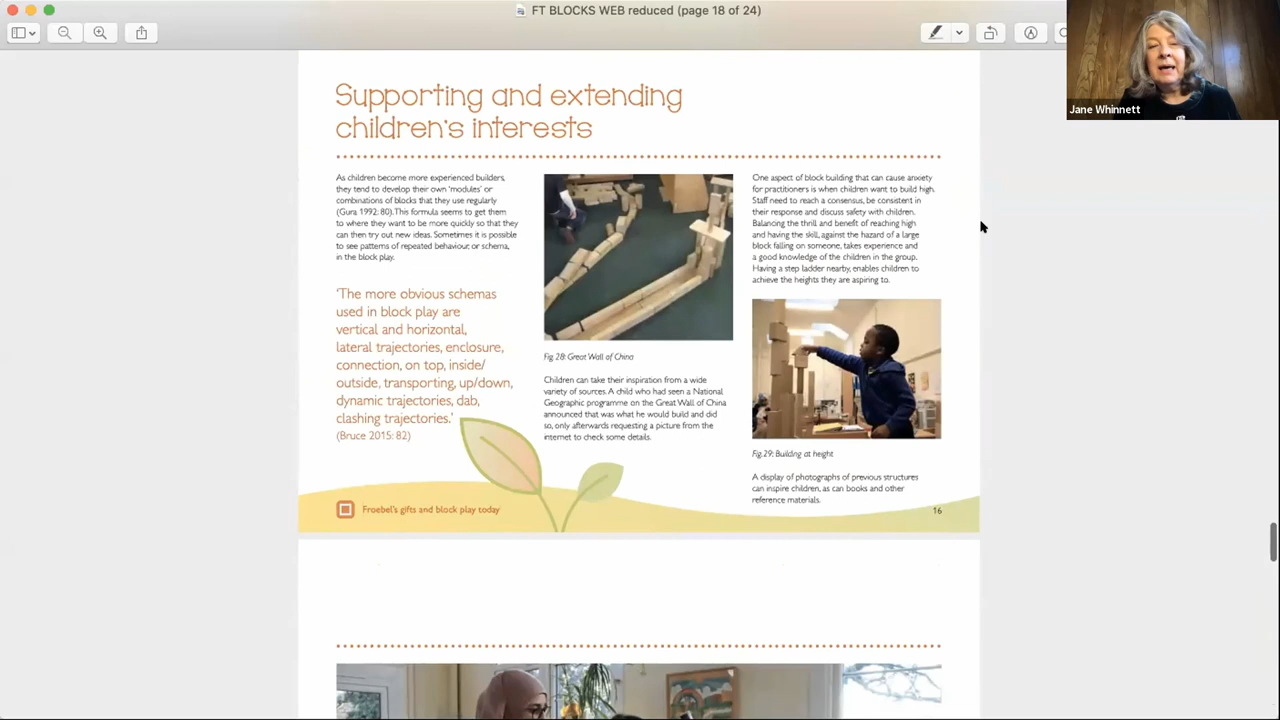 FT BLOCKS WEB reduced (page 18 of 24)
Jane Whinnett
Supporting and extending
children's interests
As children become more experienced builders,
they tend to develop their own 'modules' or
combinations of blocks that they use regularly
(Gura 1992: 80). This formula seems to get them
to where they want to be more quickly so that they
can then try out new ideas. Sometimes it is possible
to see patterns of repeated behaviour, or schema,
in the block play.
'The more obvious schemas
used in block play are
vertical and horizontal,
lateral trajectories, enclosure,
connection, on top, inside/
outside, transporting, up/down,
dynamic trajectories, dab,
clashing trajectories.'
(Bruce 2015: 82)
Fig.28: Great Wall of China
Children can take their inspiration from a wide
variety of sources. A child who had seen a National
Geographic programme on the Great Wall of China
announced that was what he would build and did
so, only afterwards requesting a picture from the
internet to check some details.
One aspect of block building that can cause anxiety
for practitioners is when children want to build high.
Staff need to reach a consensus, be consistent in
their response and discuss safety with children.
Balancing the thrill and benefit of reaching high
and having the skill, against the hazard of a large
block falling on someone, takes experience and
a good knowledge of the children in the group.
Having a step ladder nearby, enables children to
achieve the heights they are aspiring to.
Fig.29: Building at height
A display of photographs of previous structures
can inspire children, as can books and other
reference materials.
Froebel's gifts and block play today
16